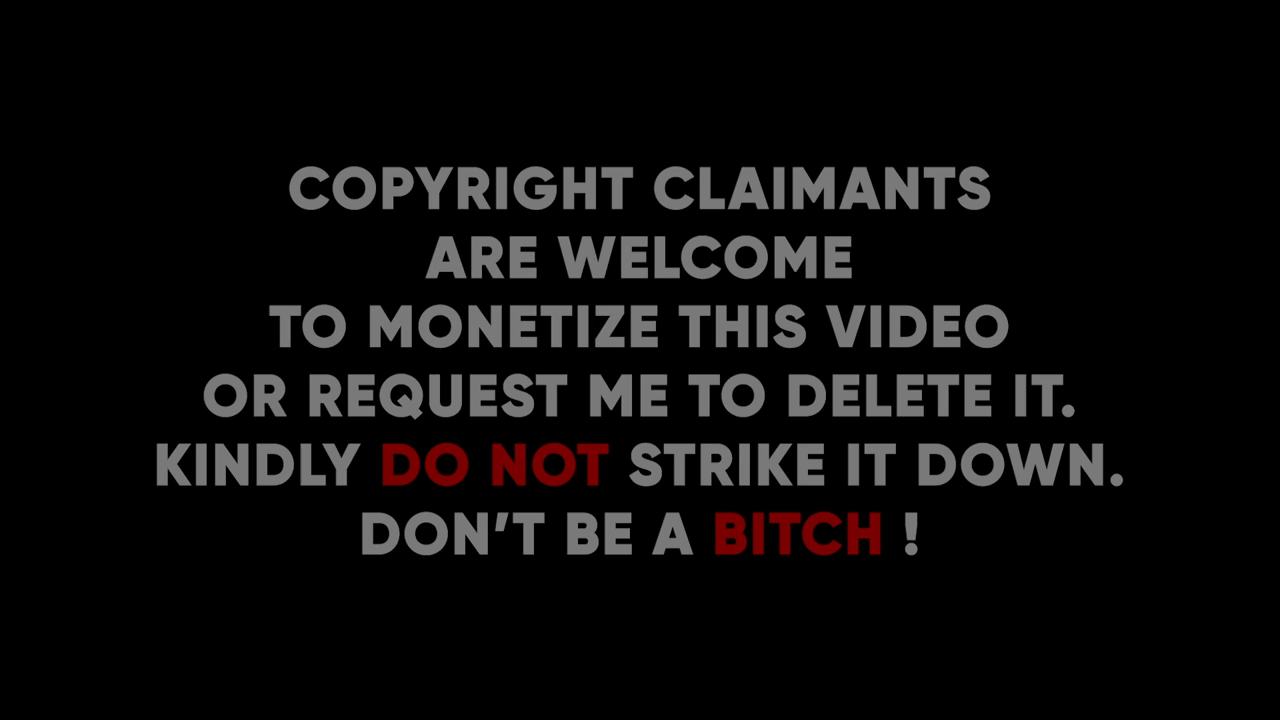 COPYRIGHT CLAIMANTS
ARE WELCOME
TO MONETIZE THIS VIDEO
OR REQUEST ME TO DELETE IT.
KINDLY DO NOT STRIKE IT DOWN.
DON’T BE A BITCH !